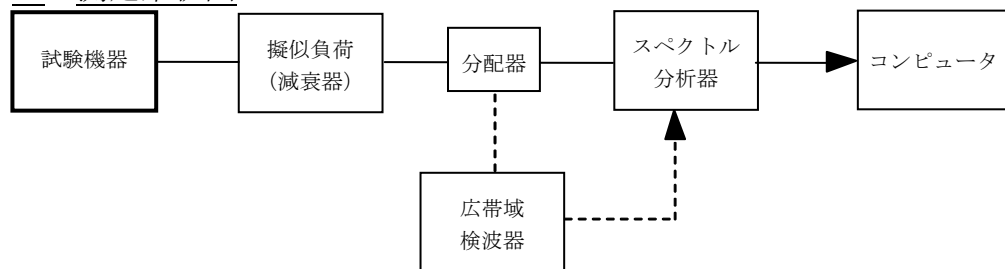 試験機器
擬似負荷
(減衰器)
分配器
スペクトル
分析器
コンピュータ
広帯域
検波器